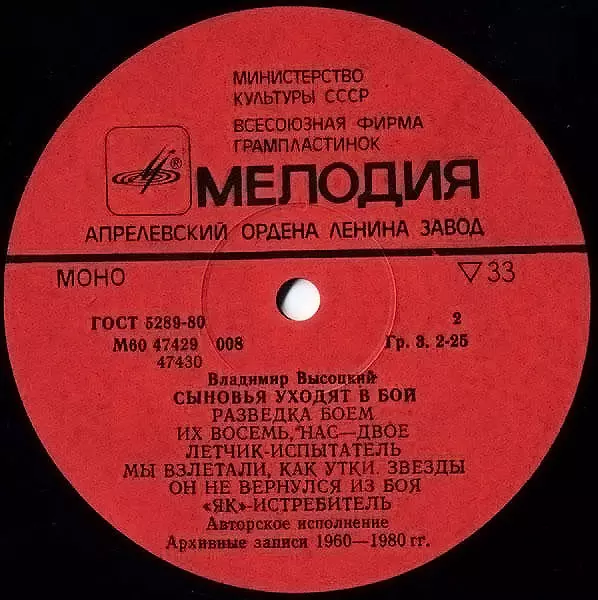 МИНИСТЕРСТВО
КУЛЬТУРЫ СССР
ВСЕСОЮЗНАЯ ФИРМА
ГРАМПЛАСТИНОК
®
МЕЛОДИЯ
АПРЕЛЕВСКИЙ ОРДЕНА ЛЕНИНА ЗАВОД
МОНО ▽33
ГОСТ 5289-80 2
М60 47429 008 Гр. 3. 2-25
47430
Владимир Высоцкий
СЫНОВЬЯ УХОДЯТ В БОЙ
РАЗВЕДКА БОЕМ
ИХ ВОСЕМЬ, НАС—ДВОЕ
ЛЕТЧИК-ИСПЫТАТЕЛЬ
МЫ ВЗЛЕТАЛИ, КАК УТКИ. ЗВЕЗДЫ
ОН НЕ ВЕРНУЛСЯ ИЗ БОЯ
«ЯК»-ИСТРЕБИТЕЛЬ
Авторское исполнение
Архивные записи 1960—1980 гг.